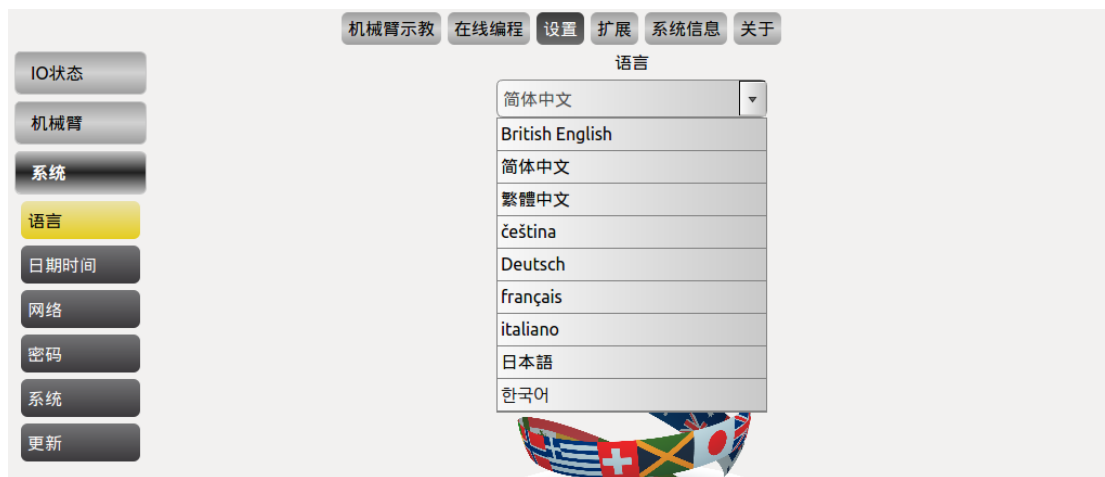 机械臂示教 在线编程 设置 扩展 系统信息 关于
IO状态
机械臂
系统
语言
日期时间
网络
密码
系统
更新
语言
简体中文
British English
简体中文
繁體中文
čeština
Deutsch
français
italiano
日本語
한국어